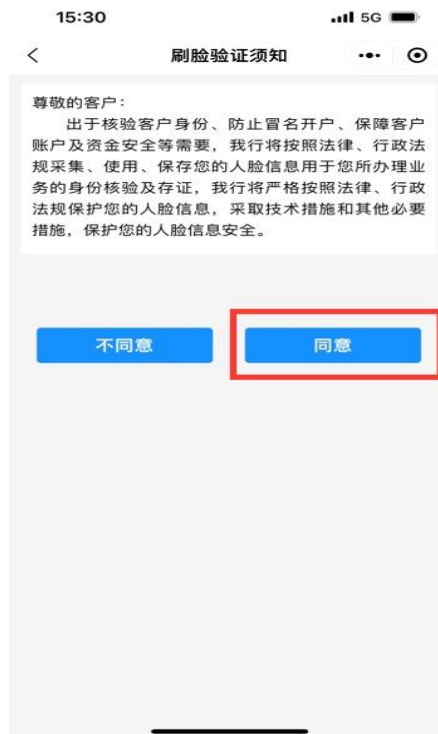 15:30
5G
刷脸验证须知
尊敬的客户：
出于核验客户身份、防止冒名开户、保障客户
账户及资金安全等需要，我行将按照法律、行政法
规采集、使用、保存您的人脸信息用于您所办理业
务的身份核验及存证，我行将严格按照法律、行政
法规保护您的人脸信息，采取技术措施和其他必要
措施，保护您的人脸信息安全。
不同意
同意